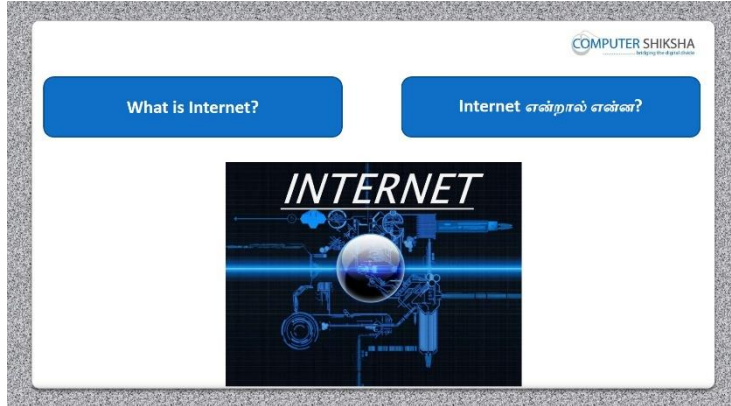 COMPUTER SHIKSHA
bridging the digital divide
What is Internet?
Internet என்றால் என்ன?
INTERNET